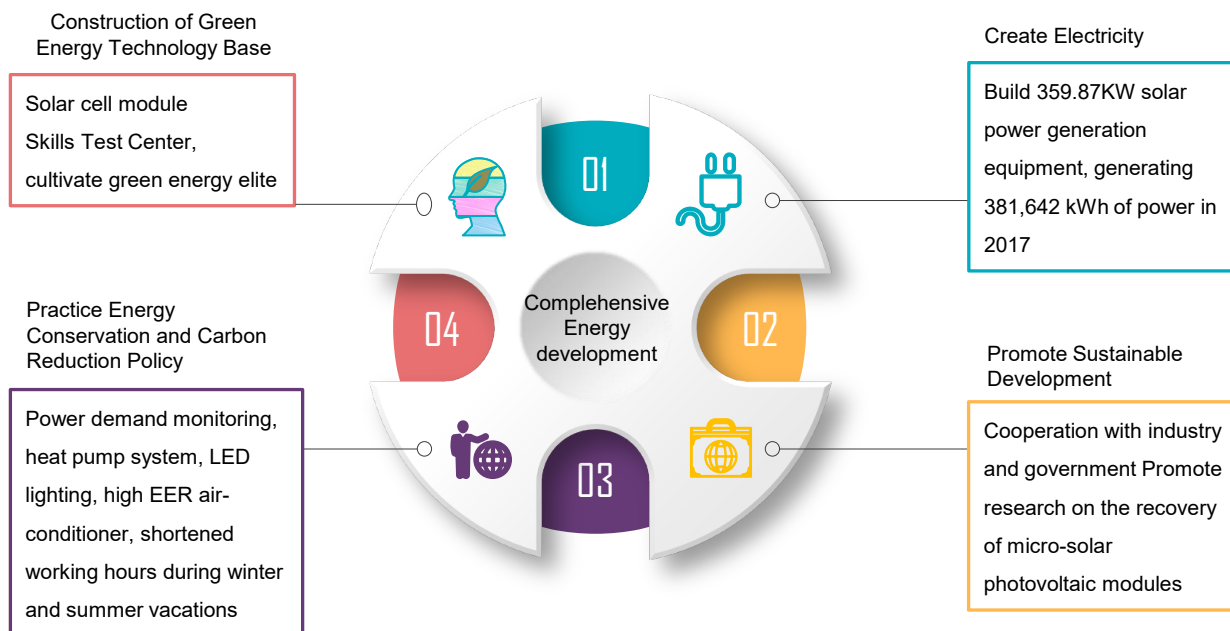 Construction of Green
Energy Technology Base
Solar cell module
Skills Test Center,
cultivate green energy elite
Create Electricity
Build 359.87KW solar
power generation
equipment, generating
381,642 kWh of power in
2017
01
02
03
04
Complehensive
Energy
development
Practice Energy
Conservation and Carbon
Reduction Policy
Power demand monitoring,
heat pump system, LED
lighting, high EER air-
conditioner, shortened
working hours during winter
and summer vacations
Promote Sustainable
Development
Cooperation with industry
and government Promote
research on the recovery
of micro-solar
photovoltaic modules